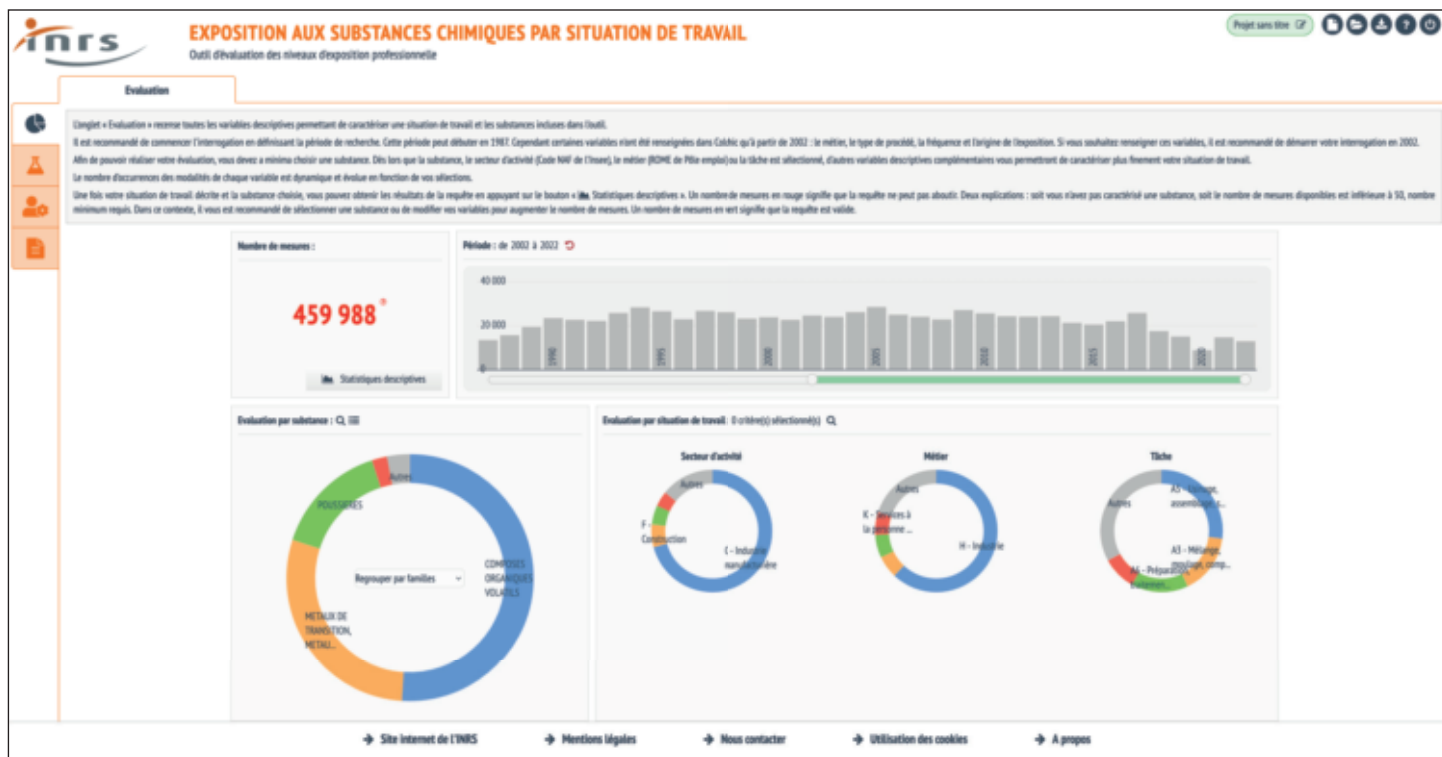 inrs
EXPOSITION AUX SUBSTANCES CHIMIQUES PAR SITUATION DE TRAVAIL
Outil d'évaluation des niveaux d'exposition professionnelle
Projet sans titre
Evaluation
L'onglet « Evaluation » recense toutes les variables descriptives permettant de caractériser une situation de travail et les substances incluses dans l'outil.
Il est recommandé de commencer l'interrogation en définissant la période de recherche. Cette période peut débuter en 1987. Cependant certaines variables n'ont été renseignées dans Colchic qu'à partir de 2002 : le métier, le type de procédé, la fréquence et l'origine de l'exposition. Si vous souhaitez renseigner ces variables, il est recommandé de démarrer votre interrogation en 2002.
Afin de pouvoir réaliser votre évaluation, vous devez a minima choisir une substance. Dès lors que la substance, le secteur d'activité (Code NAF de l'Insee), le métier (ROME de Pôle emploi) ou la tâche est sélectionné, d'autres variables descriptives complémentaires vous permettront de caractériser plus finement votre situation de travail.
Le nombre d'occurrences des modalités de chaque variable est dynamique et évolue en fonction de vos sélections.
Une fois votre situation de travail décrite et la substance choisie, vous pouvez obtenir les résultats de la requête en appuyant sur le bouton « Statistiques descriptives ». Un nombre de mesures en rouge signifie que la requête ne peut pas aboutir. Deux explications : soit vous n'avez pas caractérisé une substance, soit le nombre de mesures disponibles est inférieure à 10, nombre
minimum requis. Dans ce contexte, il vous est recommandé de sélectionner une substance ou de modifier vos variables pour augmenter le nombre de mesures. Un nombre de mesures en vert signifie que la requête est valide.
Nombre de mesures :
459 988
Statistiques descriptives
Période : de 2002 à 2022
40 000
20 000
0
1990
1995
2000
2005
2010
2015
2020
Evaluation par substance :
Autres
POUSSIERES
COMPOSES
ORGANIQUES
VOLATILS
Regrouper par familles
METAUX DE
TRANSITION,
METAU...
Evaluation par situation de travail 0 critère(s) sélectionné(s)
Secteur d'activité
Autres
F -
Construction
C - Industrie
manufacturière
Métier
Autres
K - Services à
la personne ...
H - Industrie
Tâche
Autres
A5 - Usinage,
assemblage, s...
A3 - Mélange,
moulage, comp...
A6 - Préparation,
traitemen...
Site internet de l'INRS
Mentions légales
Nous contacter
Utilisation des cookies
A propos